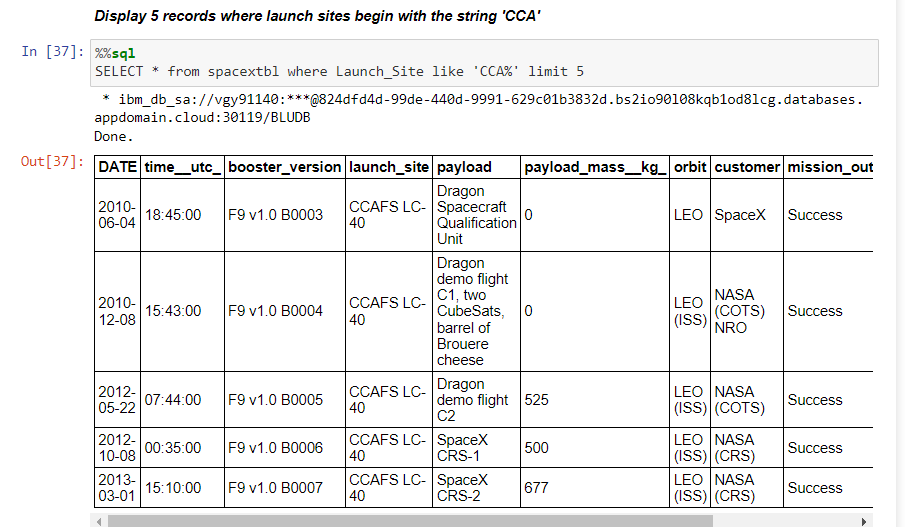 Display 5 records where launch sites begin with the string 'CCA'
In [37]: %%sql
SELECT * from spacextbl where Launch_Site like 'CCA%' limit 5
* ibm_db_sa://vgy91140:***@824dfd4d-99de-440d-9991-629c01b3832d.bs2io90l08kqb1od8lcg.databases.
appdomain.cloud:30119/BLUDB
Done.
Out[37]:
DATE time__utc_ booster_version launch_site payload payload_mass__kg_ orbit customer mission_out
2010-06-04 18:45:00 F9 v1.0 B0003 CCAFS LC-40 Dragon Spacecraft Qualification Unit 0 LEO SpaceX Success
2010-12-08 15:43:00 F9 v1.0 B0004 CCAFS LC-40 Dragon demo flight C1, two CubeSats, barrel of Brouere cheese 0 LEO (ISS) NASA (COTS) NRO Success
2012-05-22 07:44:00 F9 v1.0 B0005 CCAFS LC-40 Dragon demo flight C2 525 LEO (ISS) NASA (COTS) Success
2012-10-08 00:35:00 F9 v1.0 B0006 CCAFS LC-40 SpaceX CRS-1 500 LEO (ISS) NASA (CRS) Success
2013-03-01 15:10:00 F9 v1.0 B0007 CCAFS LC-40 SpaceX CRS-2 677 LEO (ISS) NASA (CRS) Success